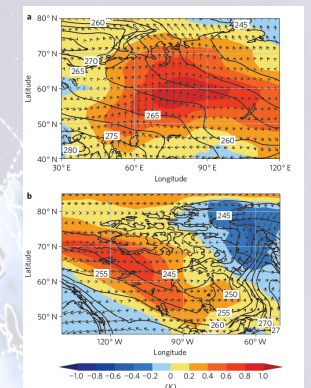 a
80° N
260
245
70° N
270
265
Latitude
60° N
50° N
265
275
260
280
40° N
30° E
60° E
90° E
120° E
Longitude
b
80° N
245
70° N
255
245
Latitude
60° N
250
255
270
50° N
260
27
120° W
90° W
60° W
Longitude
−1.0 −0.8 −0.6 −0.4 −0.2 0 0.2 0.4 0.6 0.8 1.0
(K)